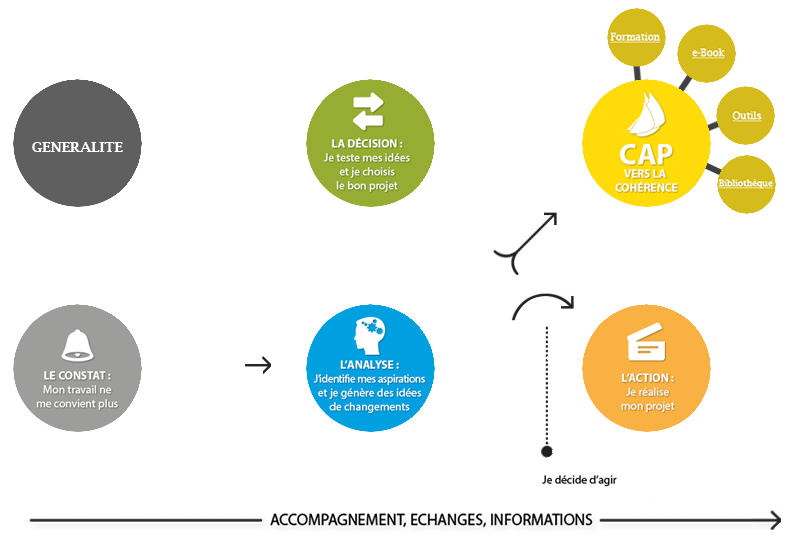 Formation
e-Book
Outils
Bibliothèque
GENERALITE
LA DÉCISION :
Je teste mes idées
et je choisis
le bon projet
CAP
VERS LA
COHÉRENCE
LE CONSTAT :
Mon travail ne
me convient plus
L'ANALYSE :
J'identifie mes aspirations
et je génère des idées
de changements
L'ACTION :
Je réalise
mon projet
Je décide d'agir
ACCOMPAGNEMENT, ECHANGES, INFORMATIONS